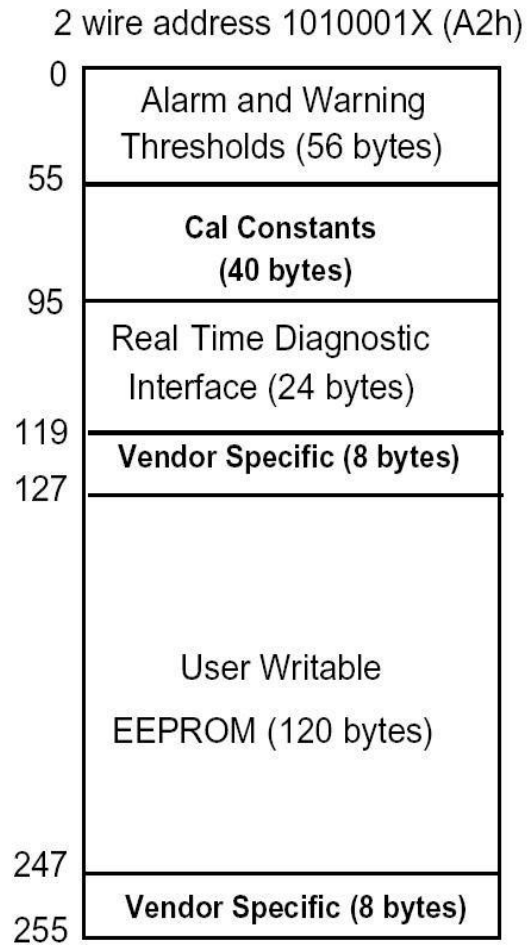 2 wire address 1010001X (A2h)
0
Alarm and Warning
Thresholds (56 bytes)
55
Cal Constants
(40 bytes)
95
Real Time Diagnostic
Interface (24 bytes)
119
Vendor Specific (8 bytes)
127
User Writable
EEPROM (120 bytes)
247
Vendor Specific (8 bytes)
255